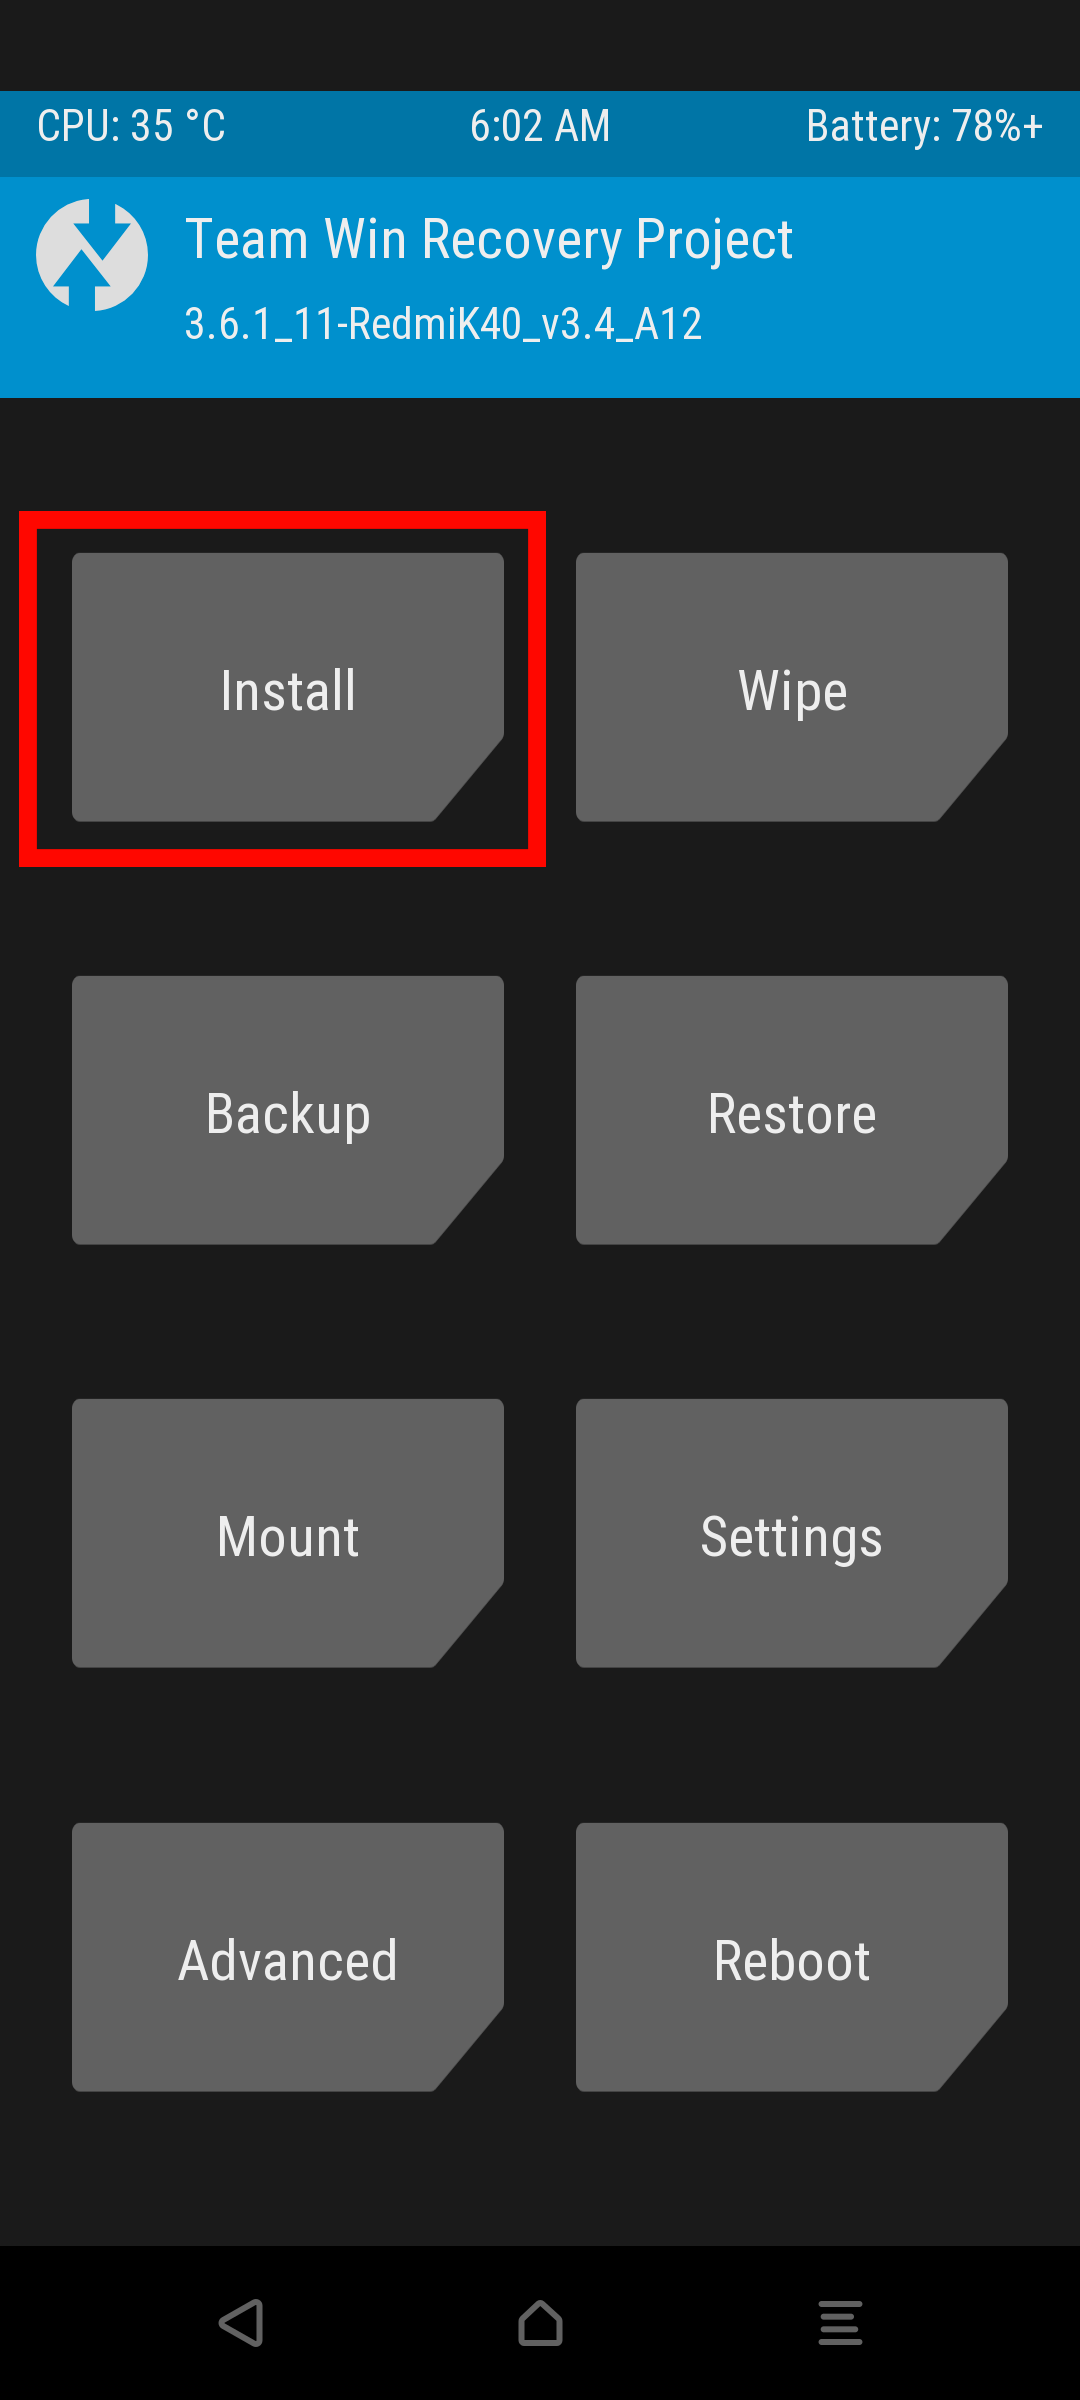 CPU: 35 °C
6:02 AM
Battery: 78%+
Team Win Recovery Project
3.6.1_11-RedmiK40_v3.4_A12
Install
Wipe
Backup
Restore
Mount
Settings
Advanced
Reboot